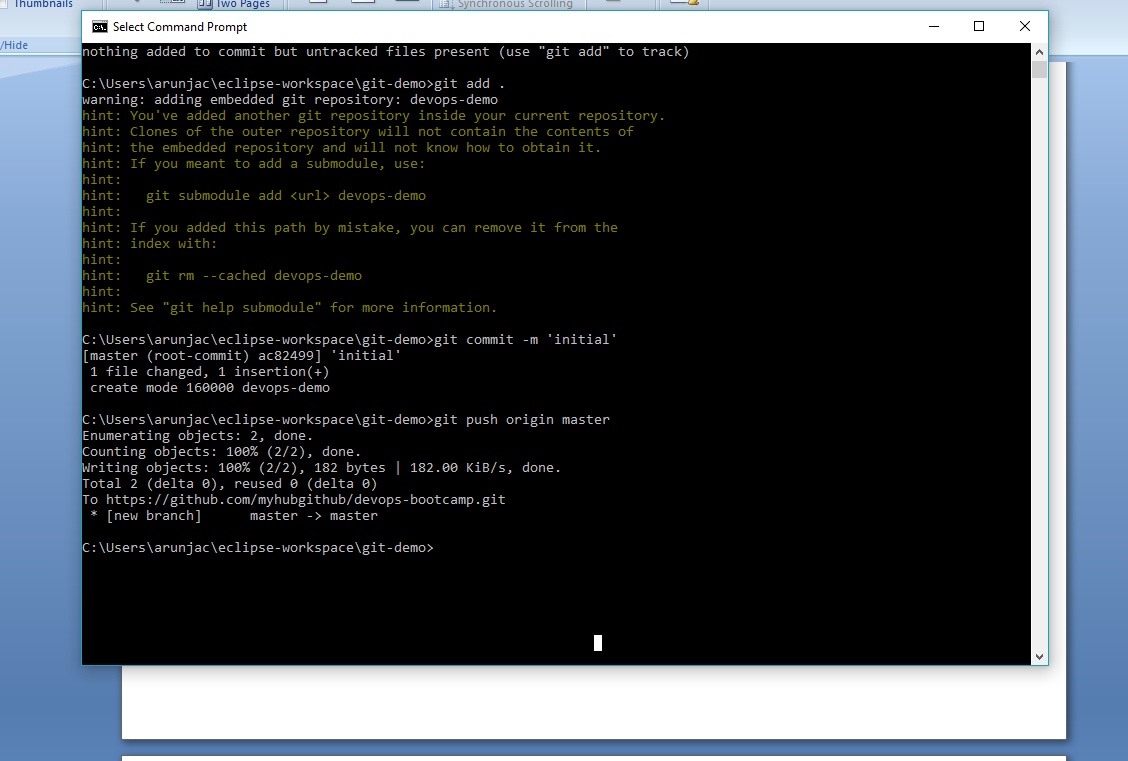 Thumbnails
Two Pages
Synchronous Scrolling
/Hide
Select Command Prompt
nothing added to commit but untracked files present (use "git add" to track)
C:\Users\arunjac\eclipse-workspace\git-demo>git add .
warning: adding embedded git repository: devops-demo
hint: You've added another git repository inside your current repository.
hint: Clones of the outer repository will not contain the contents of
hint: the embedded repository and will not know how to obtain it.
hint: If you meant to add a submodule, use:
hint:
hint:   git submodule add <url> devops-demo
hint:
hint: If you added this path by mistake, you can remove it from the
hint: index with:
hint:
hint:   git rm --cached devops-demo
hint:
hint: See "git help submodule" for more information.
C:\Users\arunjac\eclipse-workspace\git-demo>git commit -m 'initial'
[master (root-commit) ac82499] 'initial'
 1 file changed, 1 insertion(+)
 create mode 160000 devops-demo
C:\Users\arunjac\eclipse-workspace\git-demo>git push origin master
Enumerating objects: 2, done.
Counting objects: 100% (2/2), done.
Writing objects: 100% (2/2), 182 bytes | 182.00 KiB/s, done.
Total 2 (delta 0), reused 0 (delta 0)
To https://github.com/myhubgithub/devops-bootcamp.git
 * [new branch]      master -> master
C:\Users\arunjac\eclipse-workspace\git-demo>